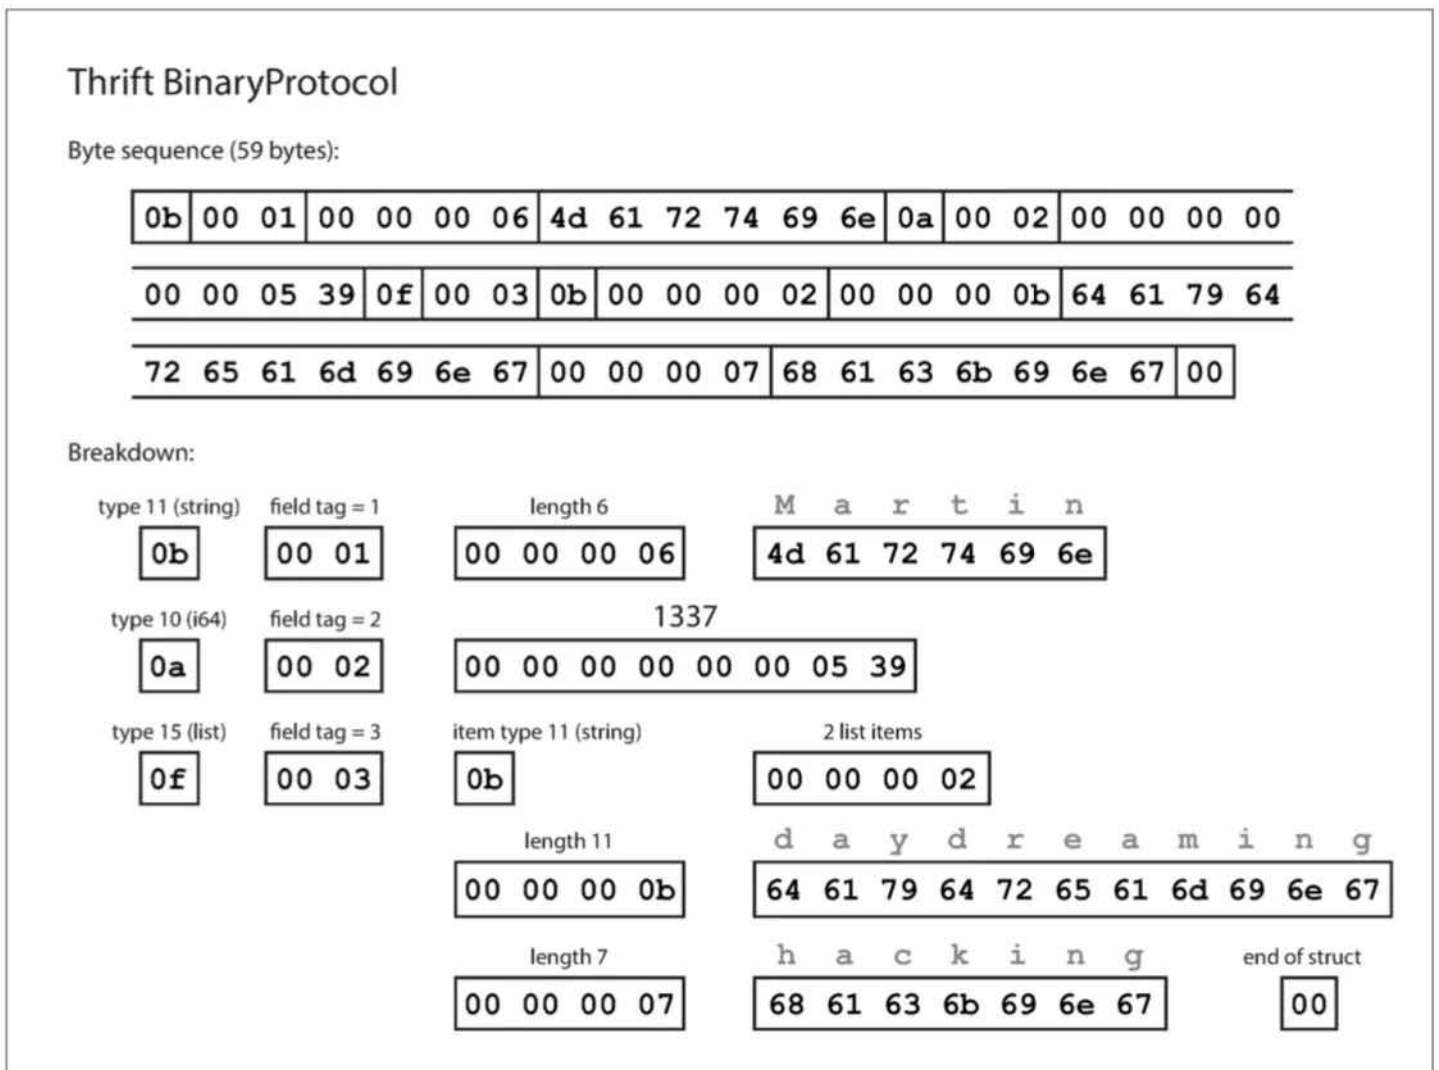 Thrift BinaryProtocol
Byte sequence (59 bytes):
0b 00 01 00 00 00 06 4d 61 72 74 69 6e 0a 00 02 00 00 00 00
00 00 05 39 0f 00 03 0b 00 00 00 02 00 00 00 0b 64 61 79 64
72 65 61 6d 69 6e 67 00 00 00 07 68 61 63 6b 69 6e 67 00
Breakdown:
type 11 (string) field tag = 1 length 6 M a r t i n
0b 00 01 00 00 00 06 4d 61 72 74 69 6e
type 10 (i64) field tag = 2 1337
0a 00 02 00 00 00 00 00 00 05 39
type 15 (list) field tag = 3 item type 11 (string) 2 list items
0f 00 03 0b 00 00 00 02
length 11 d a y d r e a m i n g
00 00 00 0b 64 61 79 64 72 65 61 6d 69 6e 67
length 7 h a c k i n g end of struct
00 00 00 07 68 61 63 6b 69 6e 67 00